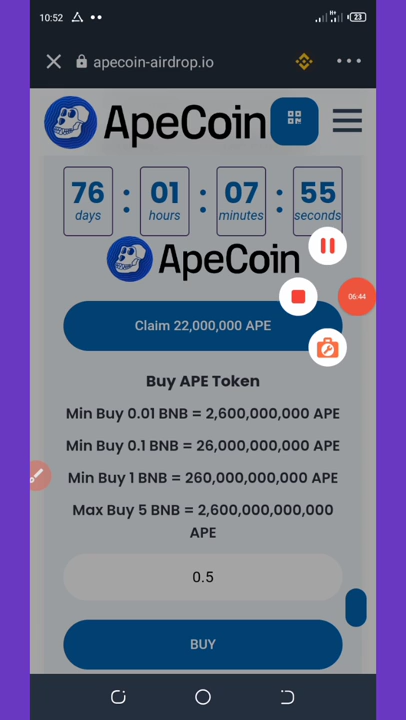 10:52
23
apecoin-airdrop.io
ApeCoin
76 : 01 : 07 : 55
days hours minutes seconds
ApeCoin
06:44
Claim 22,000,000 APE
Buy APE Token
Min Buy 0.01 BNB = 2,600,000,000 APE
Min Buy 0.1 BNB = 26,000,000,000 APE
Min Buy 1 BNB = 260,000,000,000 APE
Max Buy 5 BNB = 2,600,000,000,000
APE
0.5
BUY